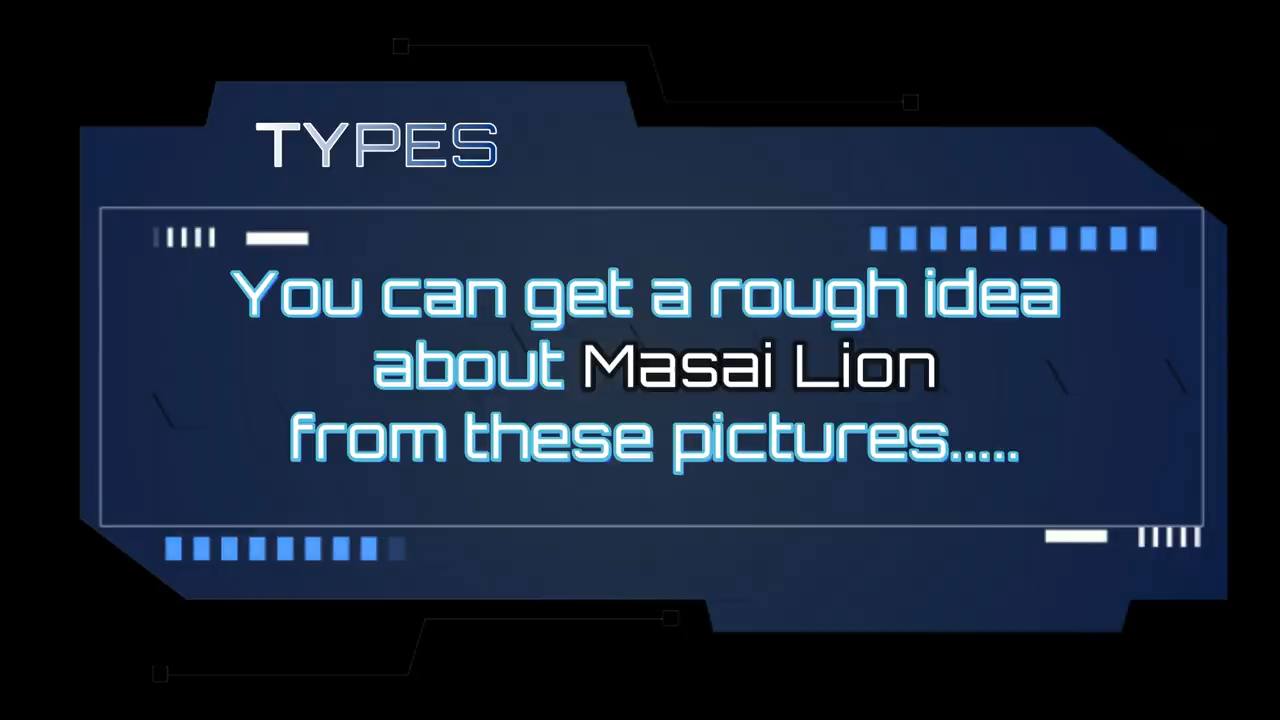 TYPES
You can get a rough idea
about Masai Lion
from these pictures.....